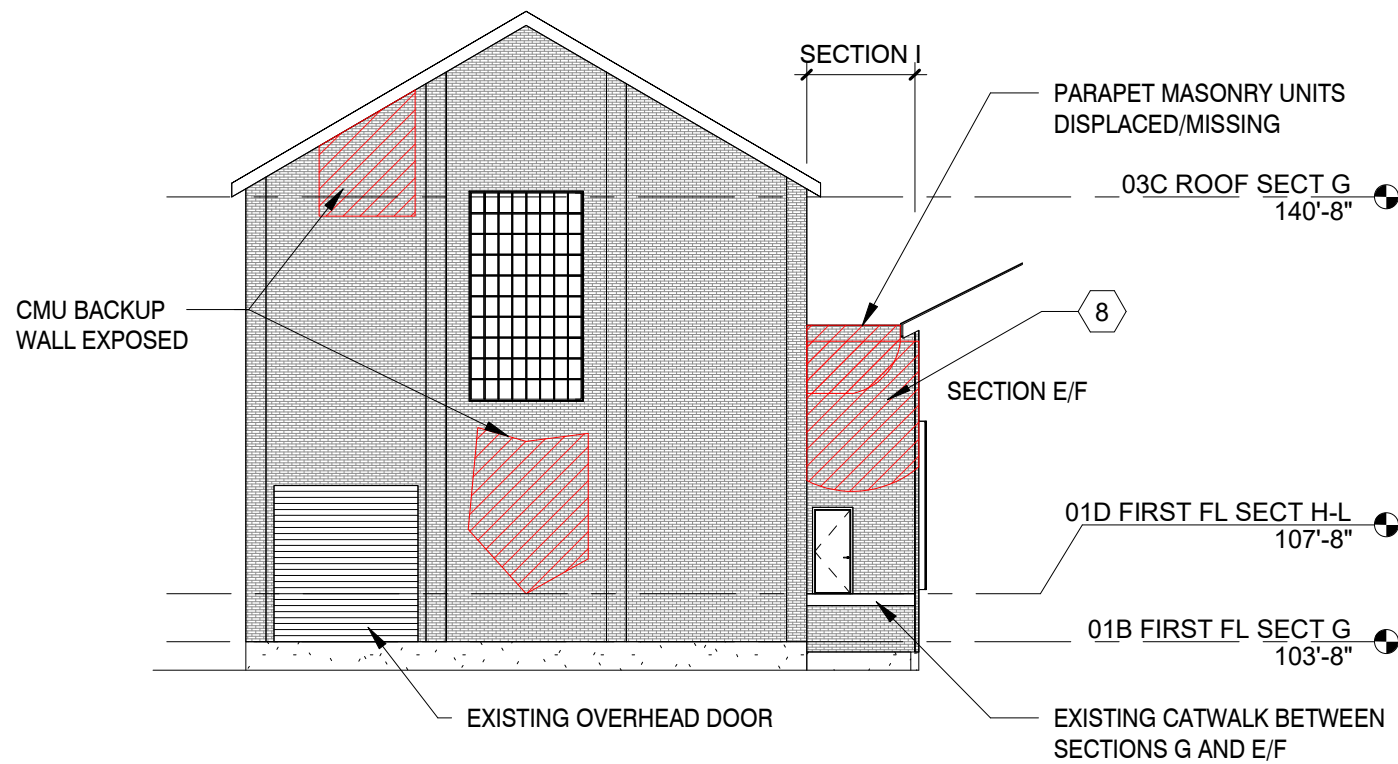 SECTION I
PARAPET MASONRY UNITS
DISPLACED/MISSING
03C ROOF SECT G
140'-8"
CMU BACKUP
WALL EXPOSED
8
SECTION E/F
01D FIRST FL SECT H-L
107'-8"
01B FIRST FL SECT G
103'-8"
EXISTING OVERHEAD DOOR
EXISTING CATWALK BETWEEN
SECTIONS G AND E/F